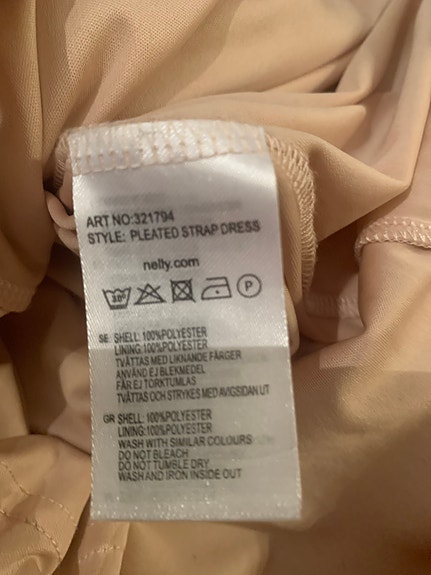 ART NO:321794
STYLE: PLEATED STRAP DRESS
nelly.com
30°
P
SE SHELL: 100%POLYESTER
LINING:100%POLYESTER
TVÄTTAS MED LIKNANDE FÄRGER
ANVÄND EJ BLEKMEDEL
FÅR EJ TORKTUMLAS
TVÄTTAS OCH STRYKES MED AVIGSIDAN UT
GR SHELL: 100%POLYESTER
LINING:100%POLYESTER
WASH WITH SIMILAR COLOURS
DO NOT BLEACH
DO NOT TUMBLE DRY
WASH AND IRON INSIDE OUT